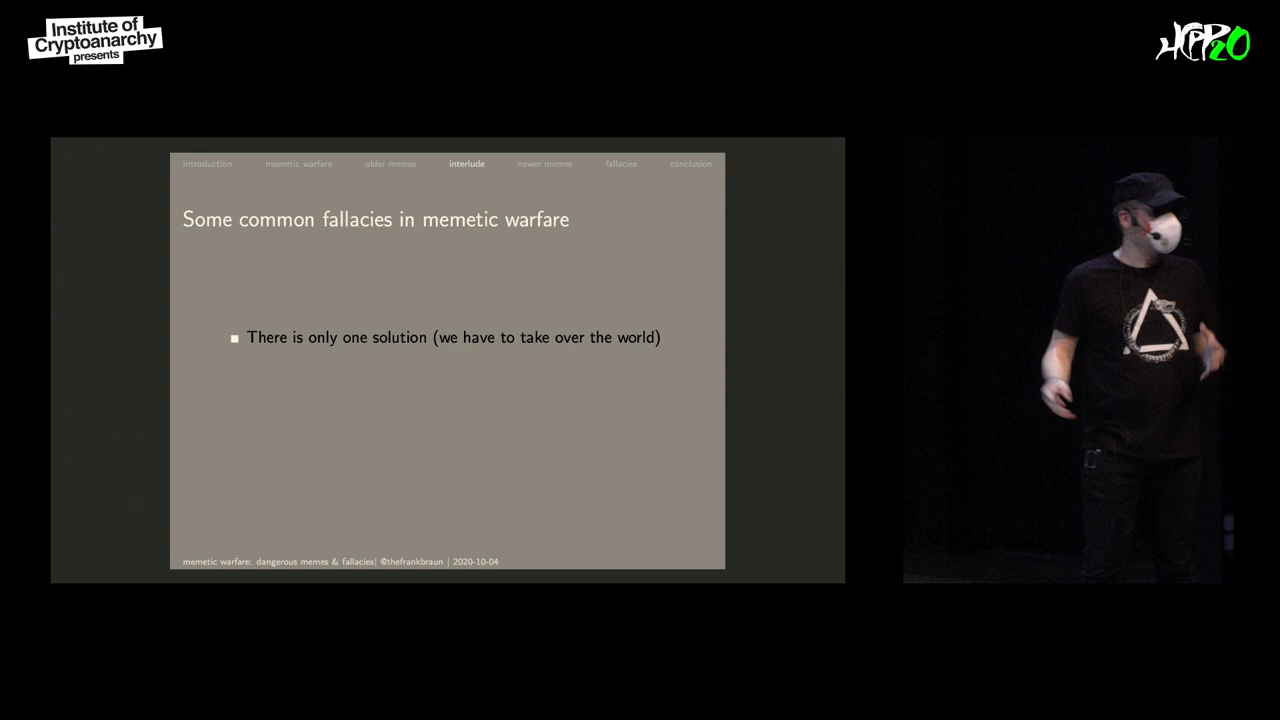 Institute of
Cryptoanarchy
presents
HCPP20
introduction memetic warfare older memes interlude newer memes fallacies conclusion
Some common fallacies in memetic warfare
There is only one solution (we have to take over the world)
memetic warfare: dangerous memes & fallacies| @thefrankbraun | 2020-10-04